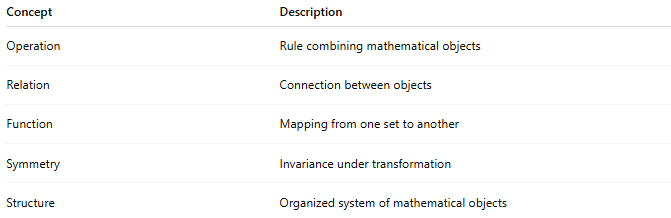 Concept Description
Operation Rule combining mathematical objects
Relation Connection between objects
Function Mapping from one set to another
Symmetry Invariance under transformation
Structure Organized system of mathematical objects